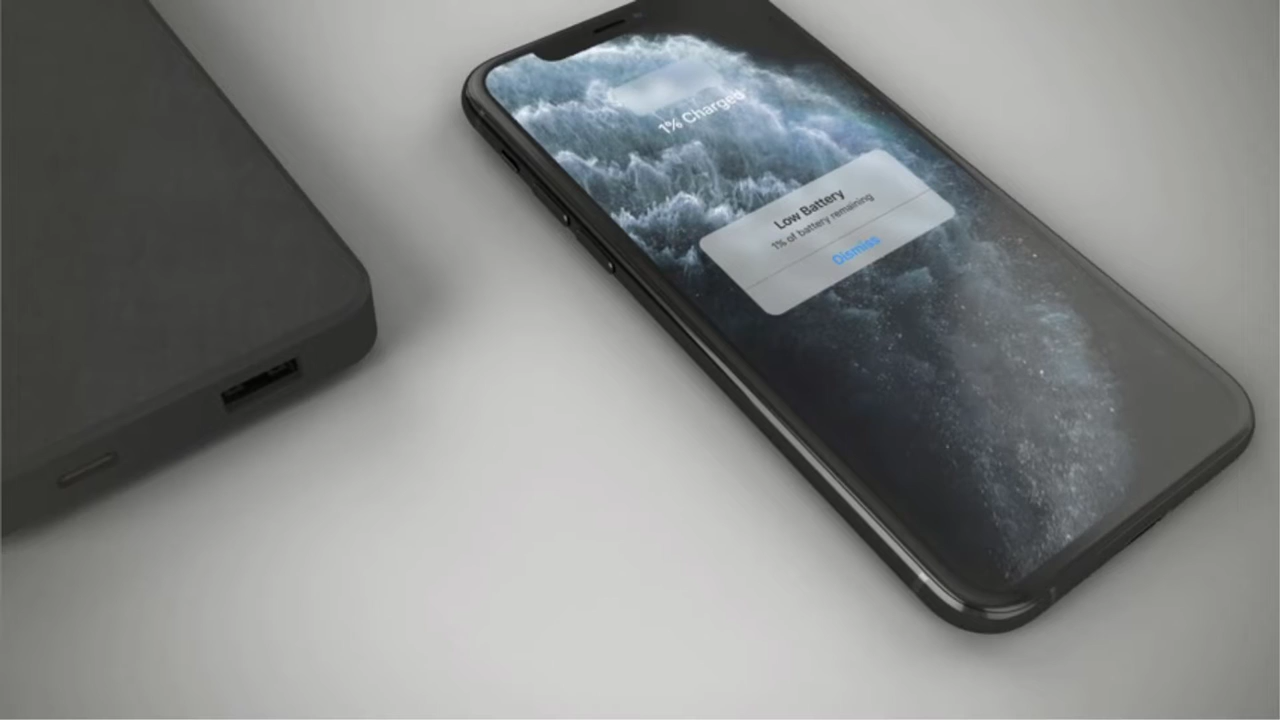 1% Charged
Low Battery
1% of battery remaining
Dismiss